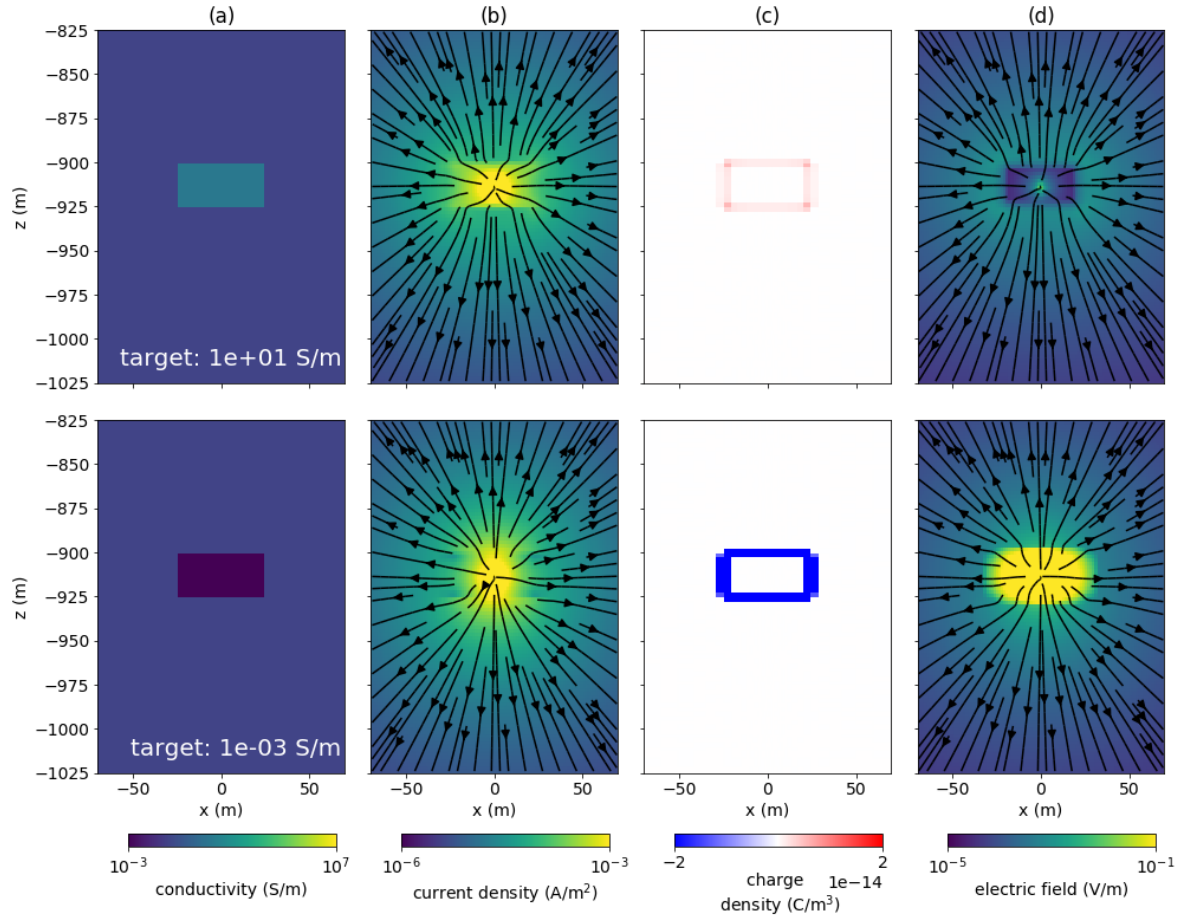 (a) (b) (c) (d)
−825
−850
−875
−900
−925
−950
−975
−1000
−1025
z (m)
target: 1e+01 S/m
−825
−850
−875
−900
−925
−950
−975
−1000
−1025
z (m)
target: 1e-03 S/m
−50 0 50 −50 0 50 −50 0 50 −50 0 50
x (m) x (m) x (m) x (m)
10⁻³ 10⁷ 10⁻⁶ 10⁻³ −2 2 10⁻⁵ 10⁻¹
conductivity (S/m) current density (A/m²) charge 1e−14 electric field (V/m)
density (C/m³)